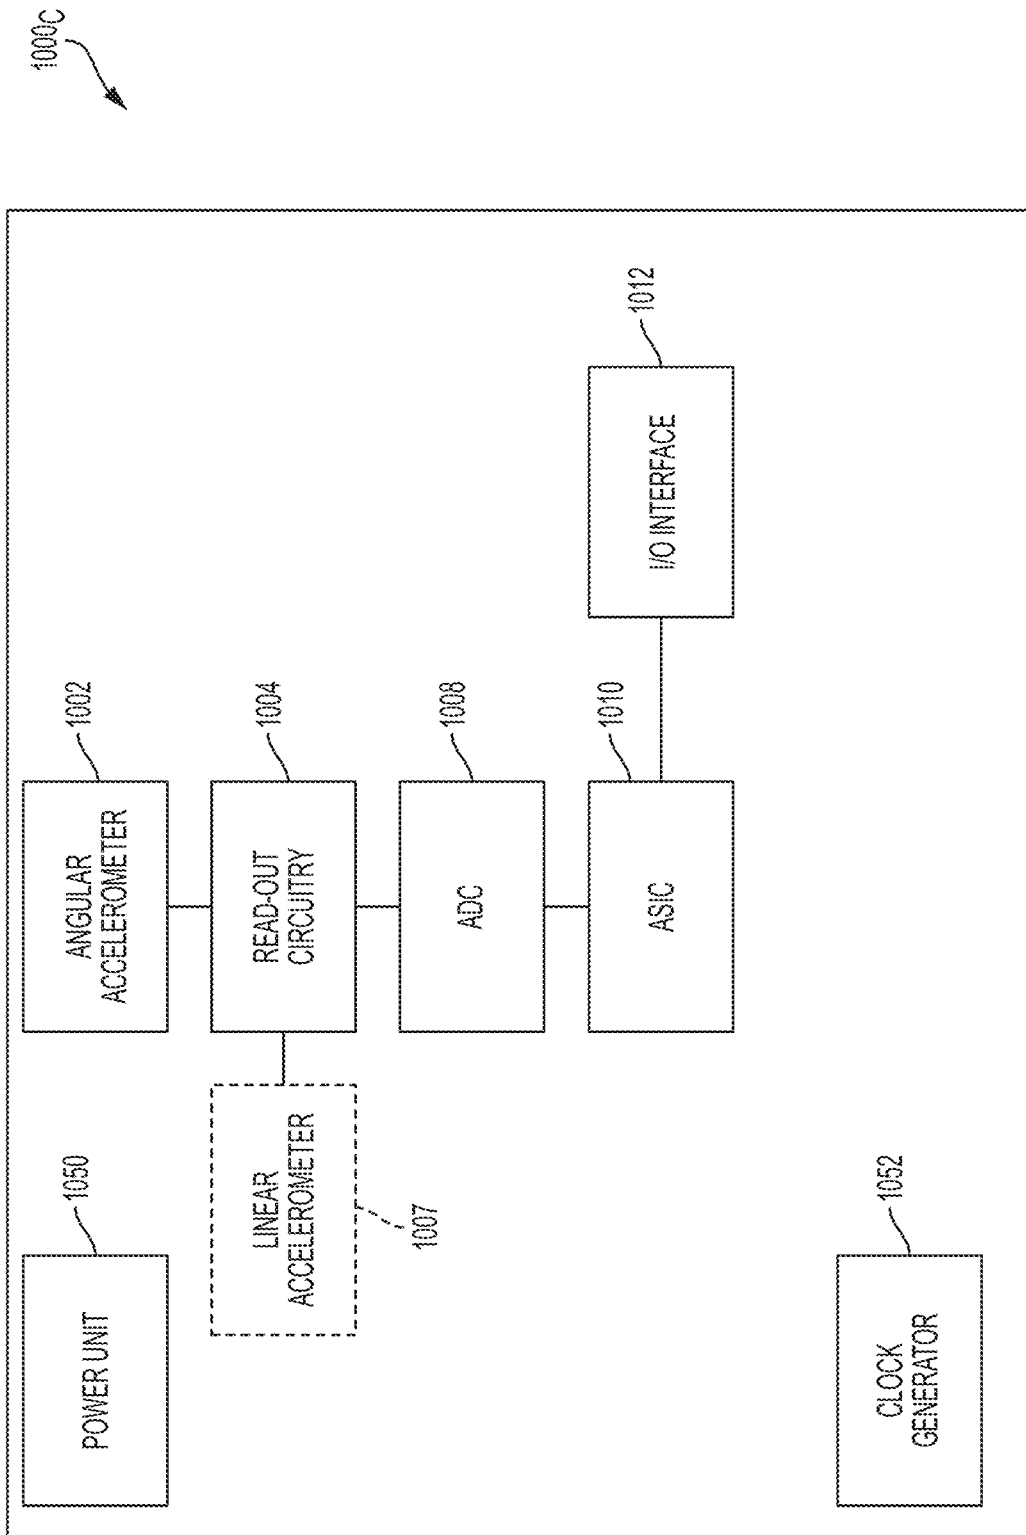 1000C
POWER UNIT
1050
ANGULAR
ACCELEROMETER
1002
LINEAR
ACCELEROMETER
1007
READ-OUT
CIRCUITRY
1004
ADC
1008
ASIC
1010
I/O INTERFACE
1012
CLOCK
GENERATOR
1052